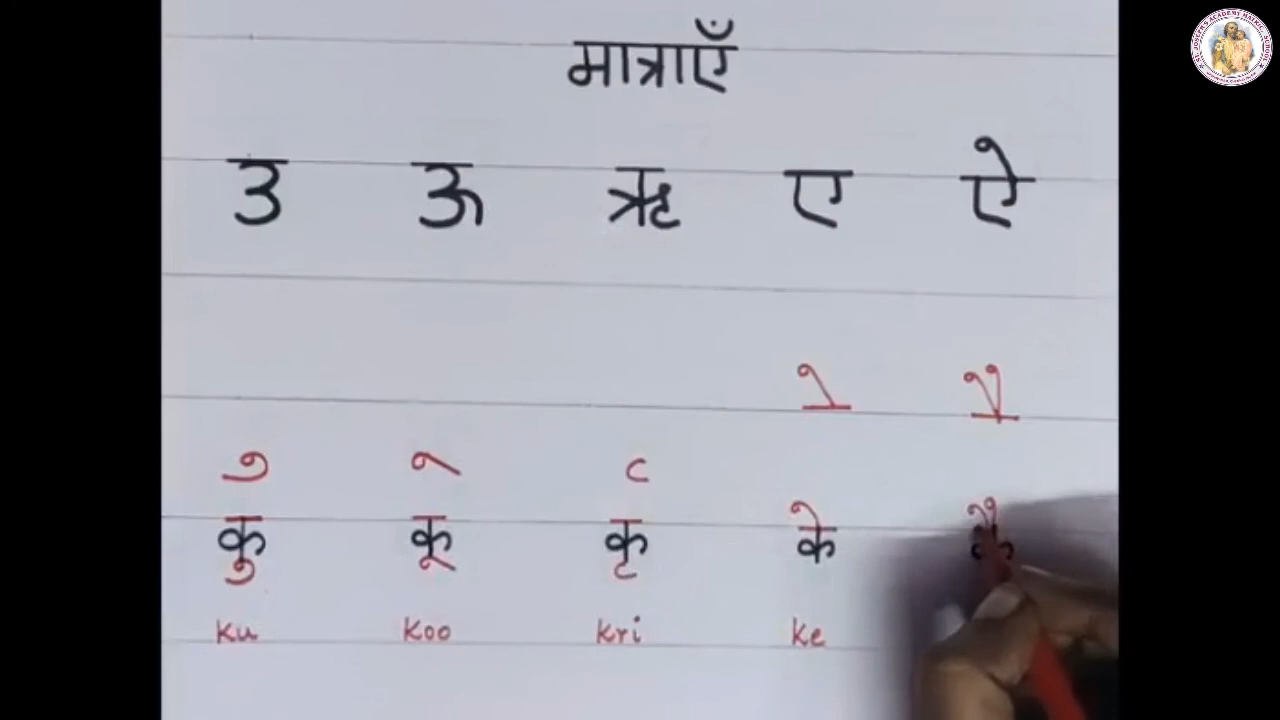 मात्राएँ
उ ऊ ऋ ए ऐ
े ै
ु ू ृ
कु कू कृ के कै
Ku Koo Kri Ke